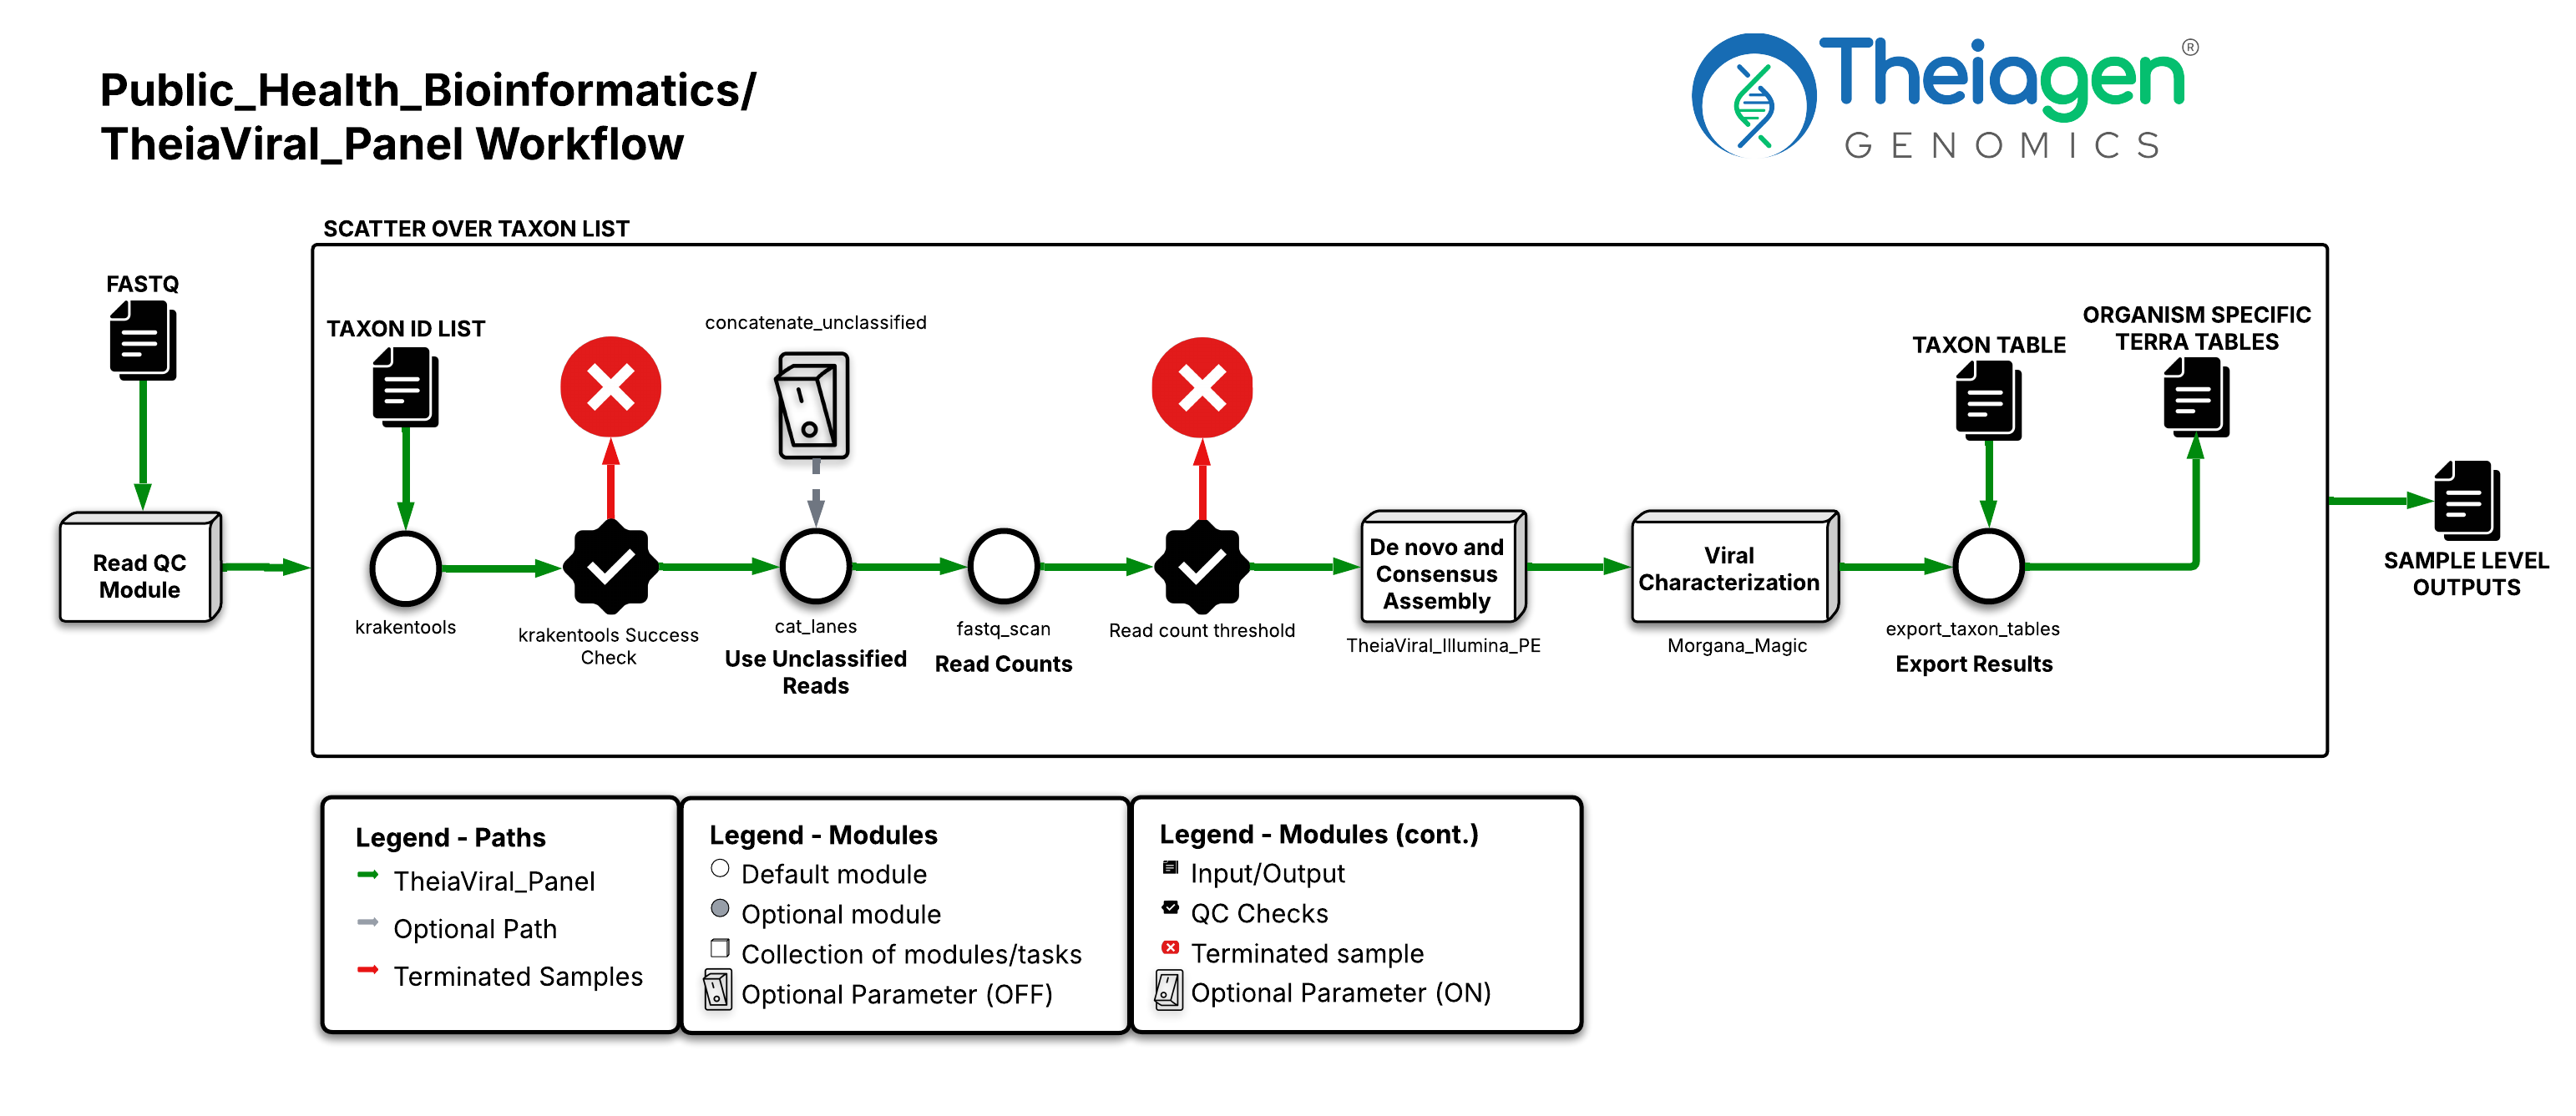 Public_Health_Bioinformatics/
TheiaViral_Panel Workflow
Theiagen®
GENOMICS
SCATTER OVER TAXON LIST
FASTQ
Read QC
Module
TAXON ID LIST
krakentools
krakentools Success
Check
concatenate_unclassified
cat_lanes
Use Unclassified
Reads
fastq_scan
Read Counts
Read count threshold
De novo and
Consensus
Assembly
TheiaViral_Illumina_PE
Viral
Characterization
Morgana_Magic
TAXON TABLE
export_taxon_tables
Export Results
ORGANISM SPECIFIC
TERRA TABLES
SAMPLE LEVEL
OUTPUTS
Legend - Paths
TheiaViral_Panel
Optional Path
Terminated Samples
Legend - Modules
Default module
Optional module
Collection of modules/tasks
Optional Parameter (OFF)
Legend - Modules (cont.)
Input/Output
QC Checks
Terminated sample
Optional Parameter (ON)